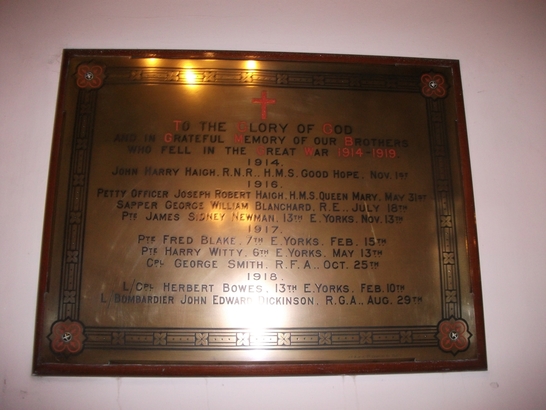 TO THE GLORY OF GOD
AND IN GRATEFUL MEMORY OF OUR BROTHERS
WHO FELL IN THE GREAT WAR 1914-1919
1914.
JOHN HARRY HAIGH, R.N.R., H.M.S. GOOD HOPE, NOV. 1ST
1916.
PETTY OFFICER JOSEPH ROBERT HAIGH, H.M.S. QUEEN MARY, MAY 31ST
SAPPER GEORGE WILLIAM BLANCHARD, R.E., JULY 18TH
PTE JAMES SIDNEY NEWMAN, 13TH E. YORKS, NOV. 13TH
1917.
PTE FRED BLAKE, 7TH E. YORKS, FEB. 15TH
PTE HARRY WITTY, 6TH E. YORKS, MAY 13TH
CPL GEORGE SMITH, R.F.A., OCT. 25TH
1918.
L/CPL HERBERT BOWES, 13TH E. YORKS, FEB. 10TH
L. BOMBARDIER JOHN EDWARD DICKINSON, R.G.A., AUG. 29TH